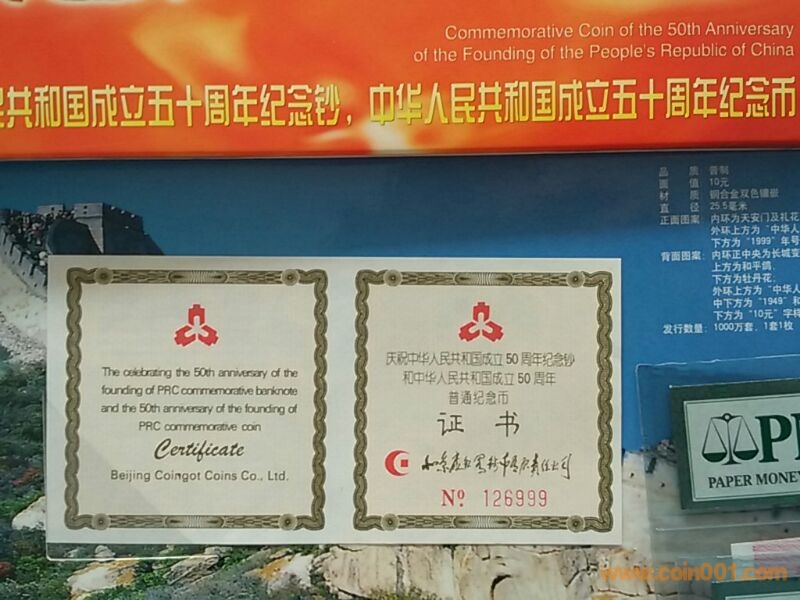 Commemorative Coin of the 50th Anniversary
of the Founding of the People's Republic of China
民共和国成立五十周年纪念钞，中华人民共和国成立五十周年纪念币
品 质 普制
面 值 10元
材 质 铜合金双色镶嵌
直 径 25.5毫米
正面图案： 内环为天安门及礼花
外环上方为“中华人
下方为“1999”年号
背面图案： 内环正中央为长城变
上方为和平鸽，
下方为牡丹花；
外环上方为“中华人
中下方为“1949”和
下方为“10元”字样
发行数量： 1000万套，1套1枚
The celebrating the 50th anniversary of the
founding of PRC commemorative banknote
and the 50th anniversary of the founding of
PRC commemorative coin
Certificate
Beijing Coingot Coins Co., Ltd.
庆祝中华人民共和国成立50周年纪念钞
和中华人民共和国成立50周年
普通纪念币
证 书
Nº 126999
PAPER MONEY
www.coin001.com